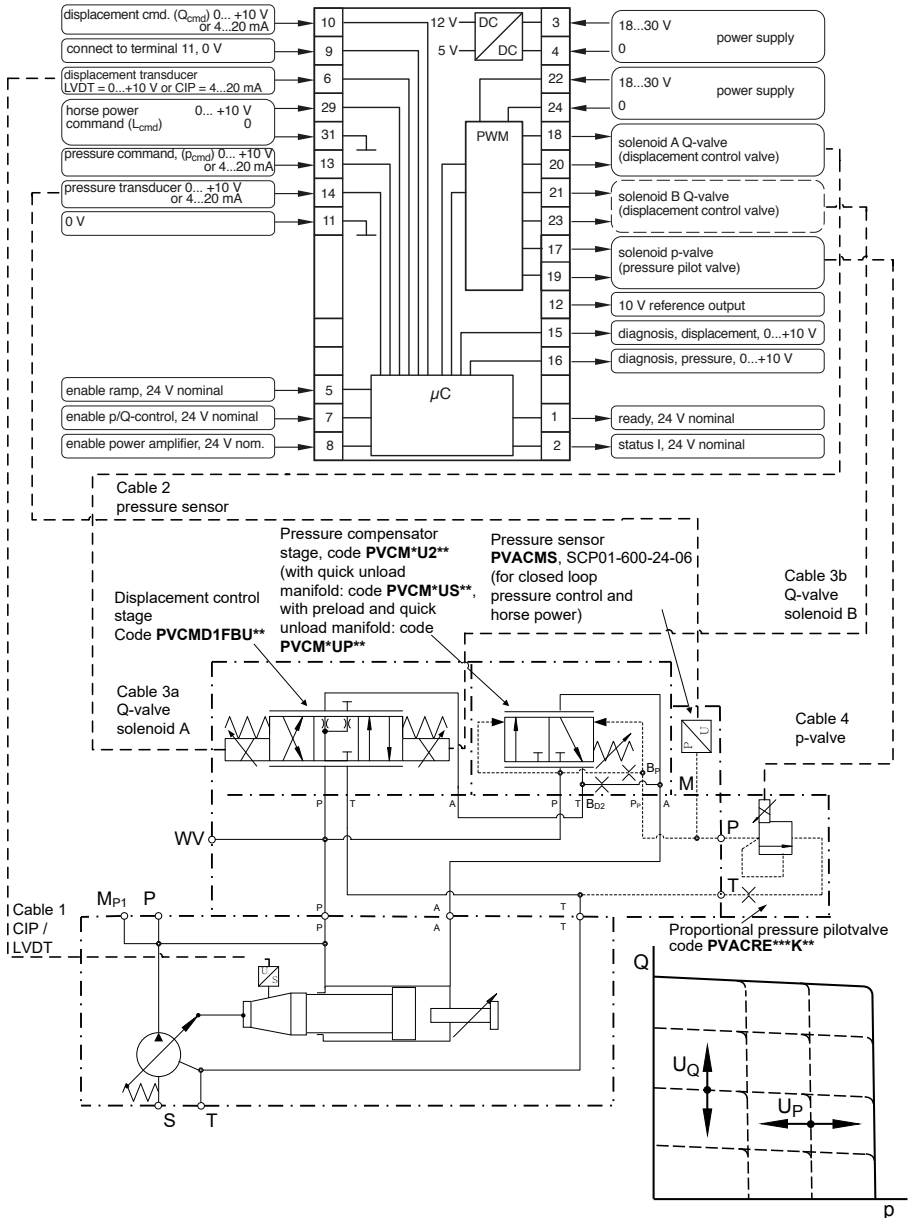 displacement cmd. (Qcmd) 0... +10 V
or 4...20 mA
10
connect to terminal 11, 0 V
9
displacement transducer
LVDT = 0...+10 V or CIP = 4...20 mA
6
horse power 0... +10 V
command (Lcmd) 0
29
31
pressure command, (pcmd) 0... +10 V
or 4...20 mA
13
pressure transducer 0... +10 V
or 4...20 mA
14
0 V
11
enable ramp, 24 V nominal
5
enable p/Q-control, 24 V nominal
7
enable power amplifier, 24 V nom.
8
12 V
5 V
DC
DC
PWM
µC
3
4
18...30 V
0
power supply
22
24
18...30 V
0
power supply
18
20
solenoid A Q-valve
(displacement control valve)
21
23
solenoid B Q-valve
(displacement control valve)
17
19
solenoid p-valve
(pressure pilot valve)
12
10 V reference output
15
diagnosis, displacement, 0...+10 V
16
diagnosis, pressure, 0...+10 V
1
ready, 24 V nominal
2
status I, 24 V nominal
Cable 2
pressure sensor
Displacement control
stage
Code PVCMD1FBU**
Pressure compensator
stage, code PVCM*U2**
(with quick unload
manifold: code PVCM*US**,
with preload and quick
unload manifold: code
PVCM*UP**
Pressure sensor
PVACMS, SCP01-600-24-06
(for closed loop
pressure control and
horse power)
Cable 3b
Q-valve
solenoid B
Cable 3a
Q-valve
solenoid A
Cable 4
p-valve
P
U
BP
M
P
T
A
P
T
BD2
PP
A
WV
P
T
MP1
P
P
A
T
P
A
T
Cable 1
CIP /
LVDT
U
S
Proportional pressure pilotvalve
code PVACRE***K**
S
T
Q
UQ
UP
p